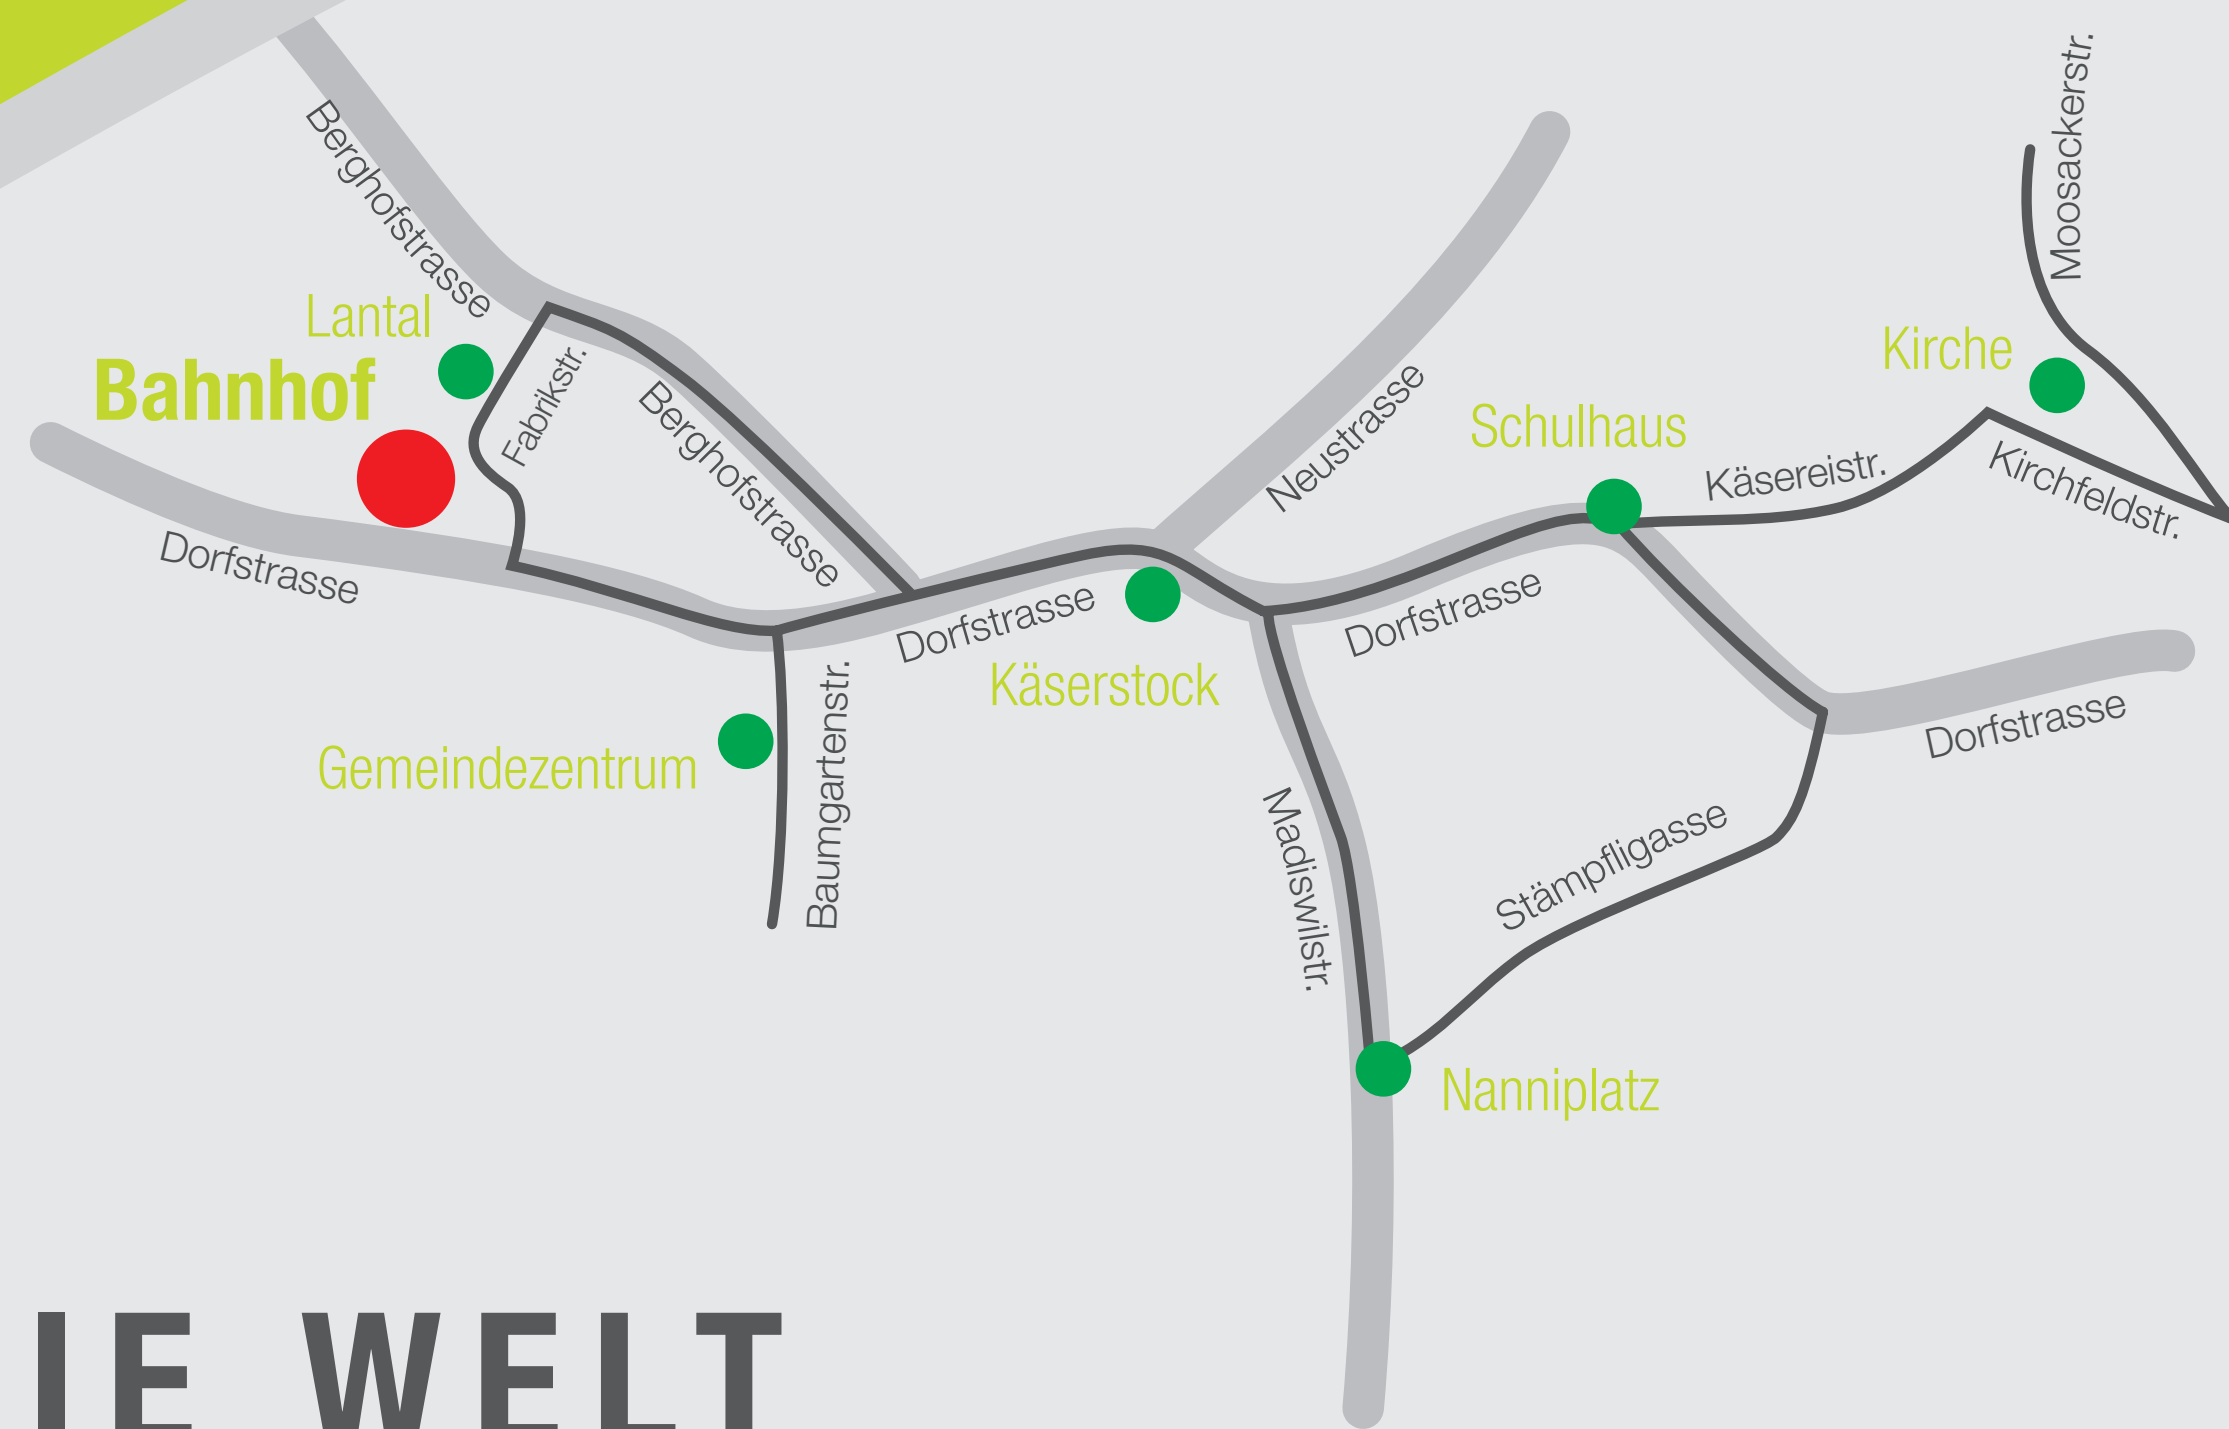 Moosackerstr.
Berghofstrasse
Lantal
Bahnhof
Fabrikstr.
Berghofstrasse
Neustrasse
Schulhaus
Kirche
Käsereistr.
Kirchfeldstr.
Dorfstrasse
Dorfstrasse
Dorfstrasse
Käserstock
Gemeindezentrum
Baumgartenstr.
Dorfstrasse
Madiswilstr.
Stämpfligasse
Nanniplatz
IE WELT